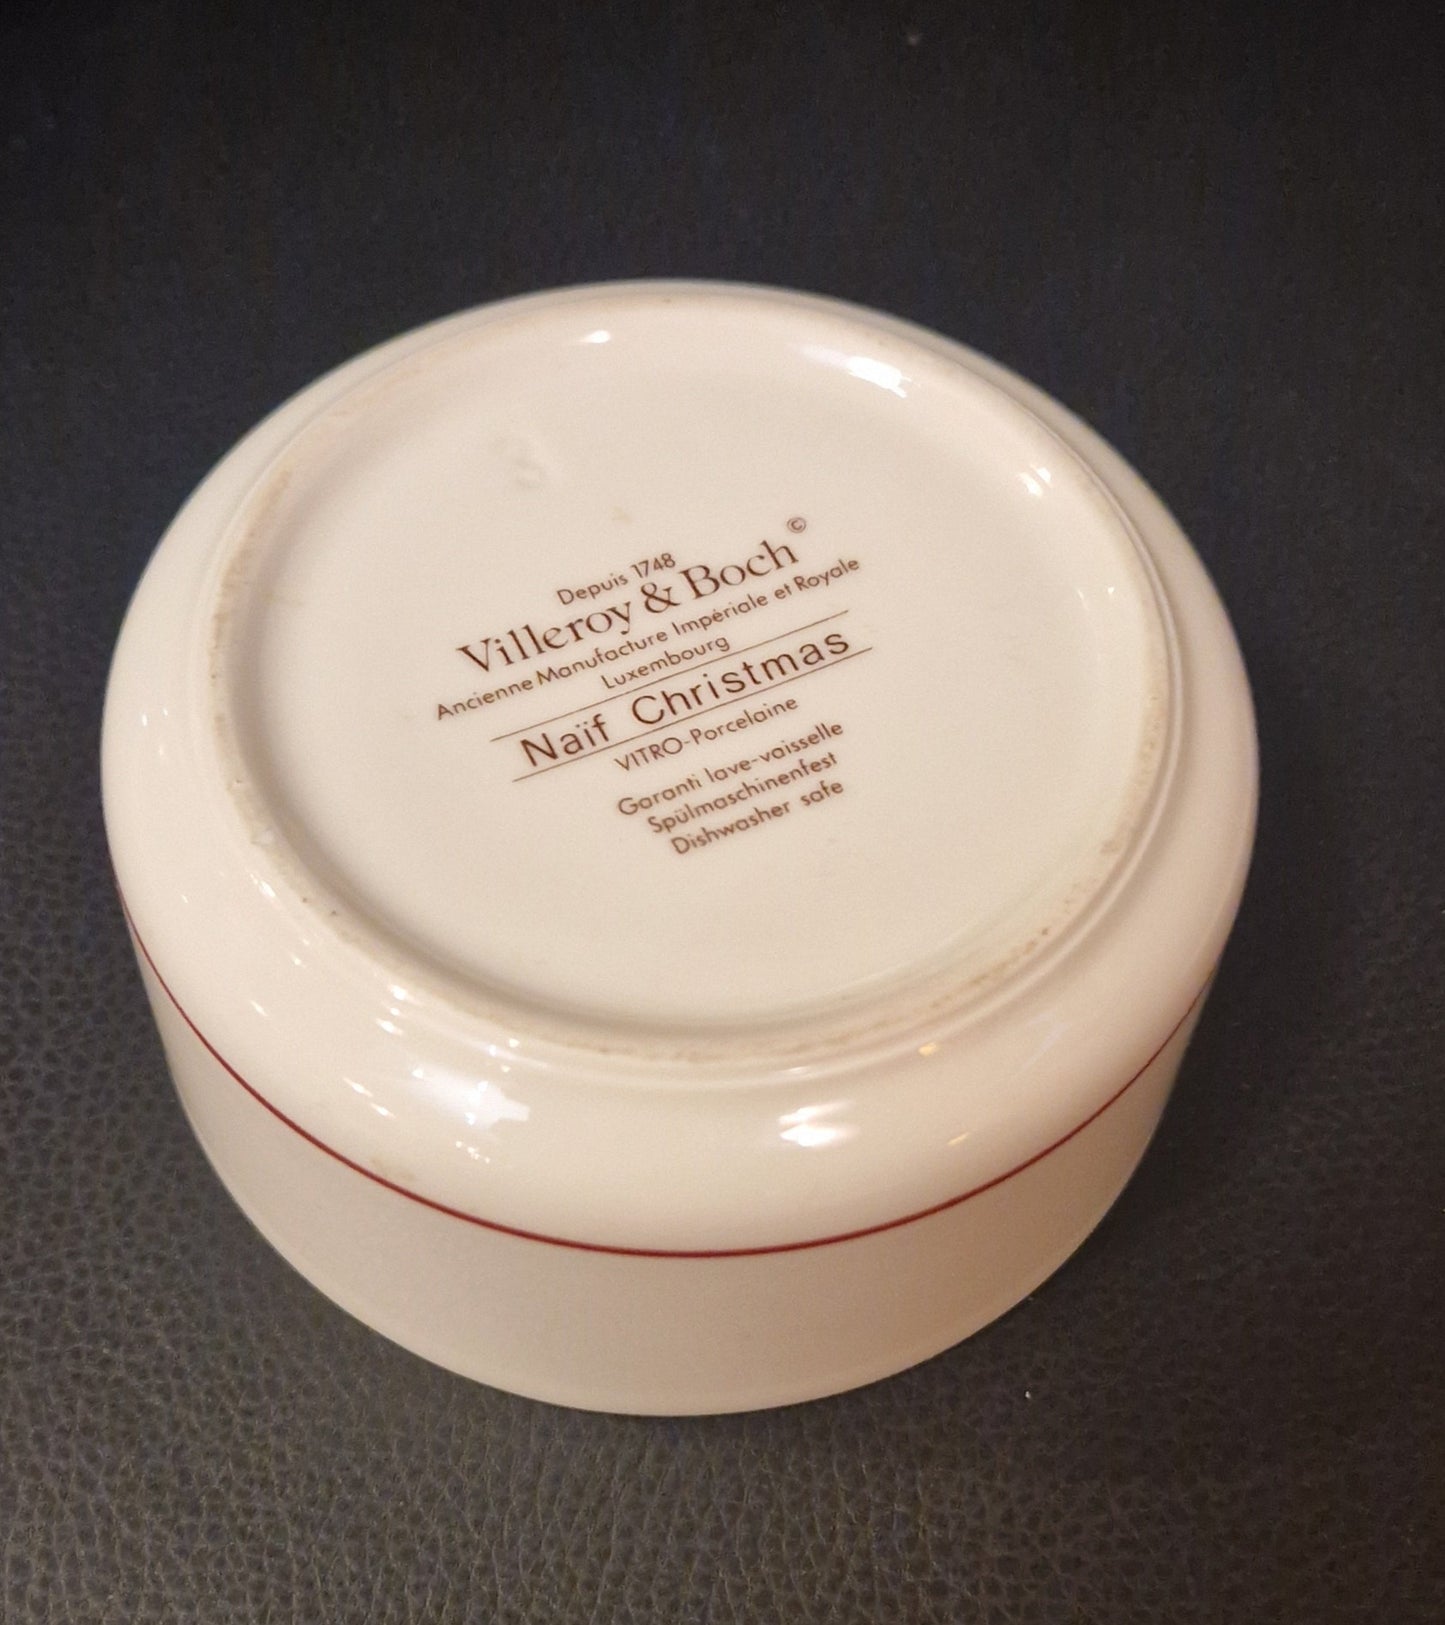 Depuis 1748
Villeroy & Boch ©
Ancienne Manufacture Impériale et Royale
Luxembourg
Naïf Christmas
VITRO-Porcelaine
Garanti lave-vaisselle
Spülmaschinenfest
Dishwasher safe